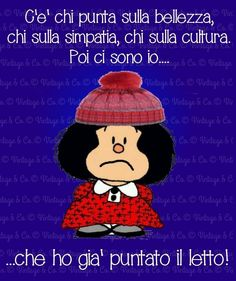 C'e' chi punta sulla bellezza,
chi sulla simpatia, chi sulla cultura.
Poi ci sono io....
...che ho gia' puntato il letto!